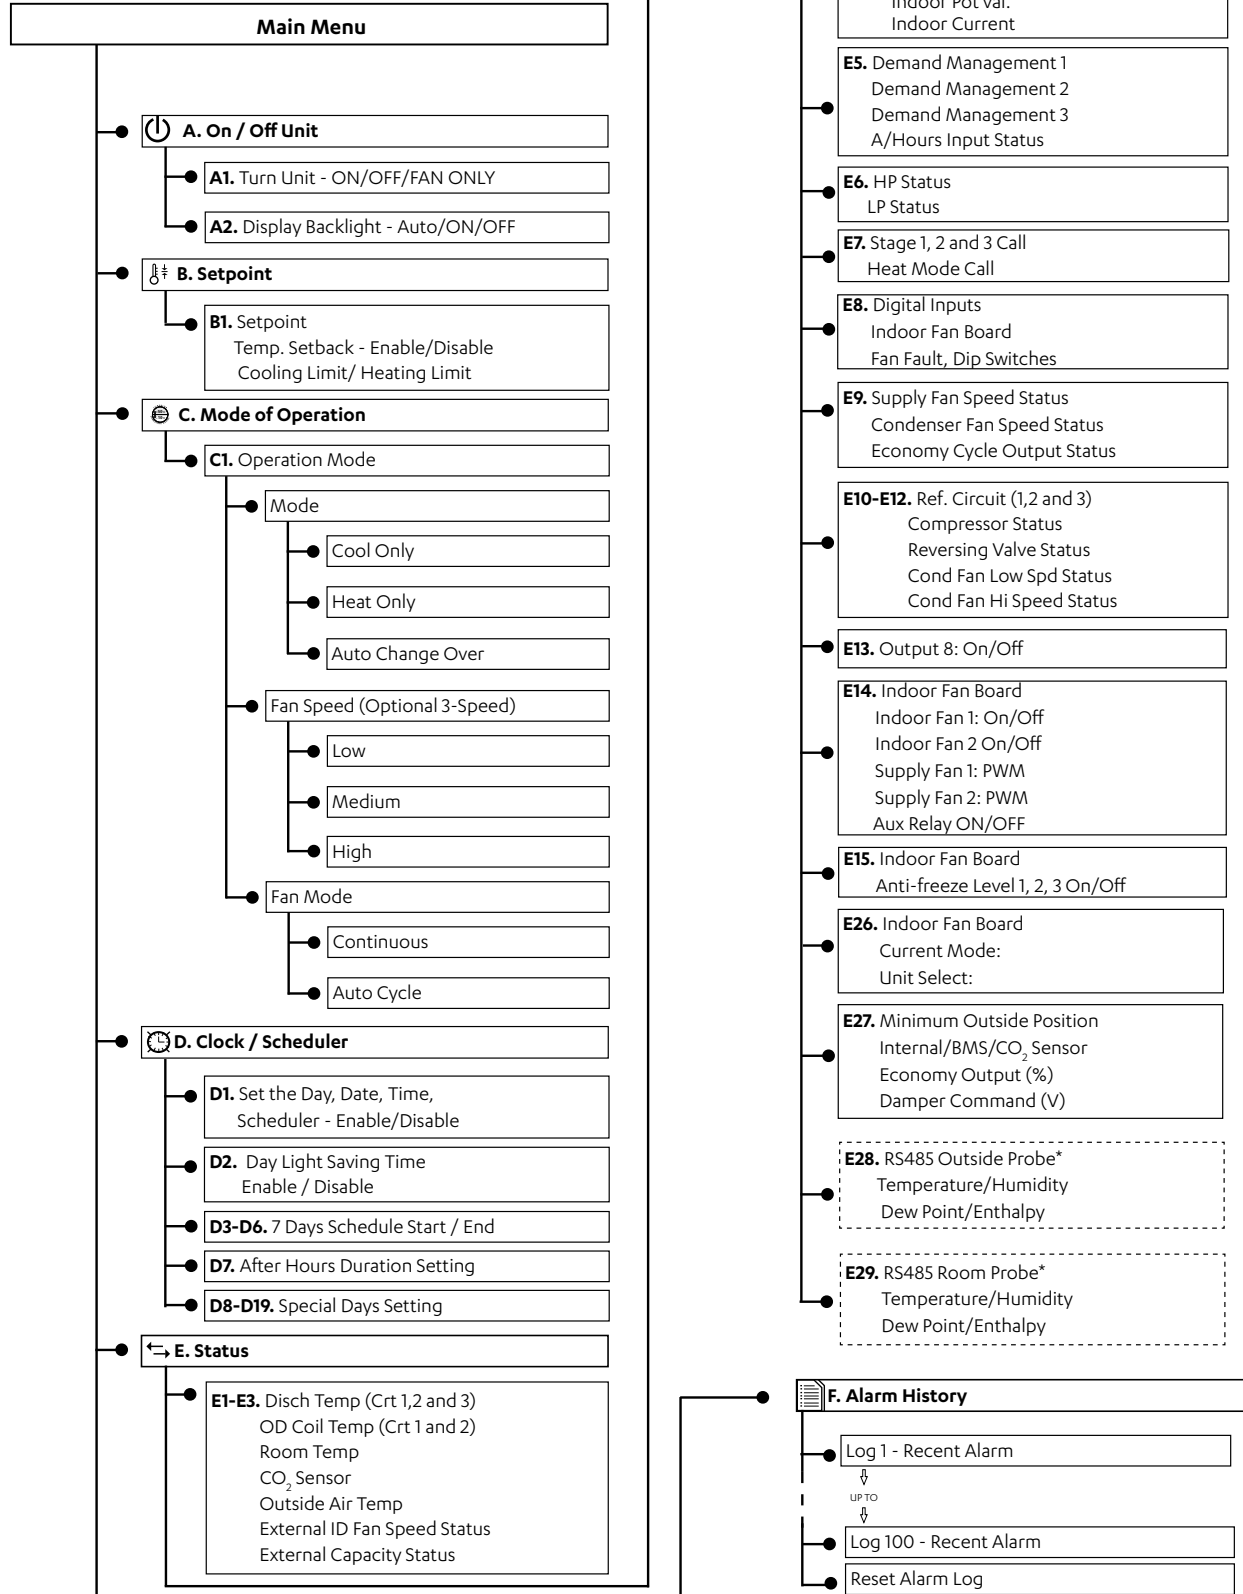 Main Menu
A. On / Off Unit
A1. Turn Unit - ON/OFF/FAN ONLY
A2. Display Backlight - Auto/ON/OFF
B. Setpoint
B1. Setpoint
Temp. Setback - Enable/Disable
Cooling Limit/ Heating Limit
C. Mode of Operation
C1. Operation Mode
Mode
Cool Only
Heat Only
Auto Change Over
Fan Speed (Optional 3-Speed)
Low
Medium
High
Fan Mode
Continuous
Auto Cycle
D. Clock / Scheduler
D1. Set the Day, Date, Time,
Scheduler - Enable/Disable
D2. Day Light Saving Time
Enable / Disable
D3-D6. 7 Days Schedule Start / End
D7. After Hours Duration Setting
D8-D19. Special Days Setting
E. Status
E1-E3. Disch Temp (Crt 1,2 and 3)
OD Coil Temp (Crt 1 and 2)
Room Temp
CO₂ Sensor
Outside Air Temp
External ID Fan Speed Status
External Capacity Status
Indoor Pot Val.
Indoor Current
E5. Demand Management 1
Demand Management 2
Demand Management 3
A/Hours Input Status
E6. HP Status
LP Status
E7. Stage 1, 2 and 3 Call
Heat Mode Call
E8. Digital Inputs
Indoor Fan Board
Fan Fault, Dip Switches
E9. Supply Fan Speed Status
Condenser Fan Speed Status
Economy Cycle Output Status
E10-E12. Ref. Circuit (1,2 and 3)
Compressor Status
Reversing Valve Status
Cond Fan Low Spd Status
Cond Fan Hi Speed Status
E13. Output 8: On/Off
E14. Indoor Fan Board
Indoor Fan 1: On/Off
Indoor Fan 2 On/Off
Supply Fan 1: PWM
Supply Fan 2: PWM
Aux Relay ON/OFF
E15. Indoor Fan Board
Anti-freeze Level 1, 2, 3 On/Off
E26. Indoor Fan Board
Current Mode:
Unit Select:
E27. Minimum Outside Position
Internal/BMS/CO₂ Sensor
Economy Output (%)
Damper Command (V)
E28. RS485 Outside Probe*
Temperature/Humidity
Dew Point/Enthalpy
E29. RS485 Room Probe*
Temperature/Humidity
Dew Point/Enthalpy
F. Alarm History
Log 1 - Recent Alarm
UP TO
Log 100 - Recent Alarm
Reset Alarm Log